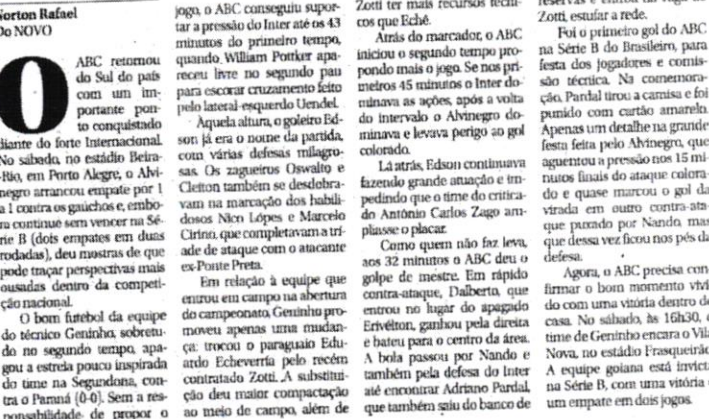 Norton Rafael
Do NOVO
O ABC retornou
do Sul do país
com um im-
portante pon-
to conquistado
diante do forte Internacional.
No sábado, no estádio Beira-
-Rio, em Porto Alegre, o Alvi-
negro arrancou empate por 1
a 1 contra os gaúchos e, embo-
ra continue sem vencer na Sé-
rie B (dois empates em duas
rodadas), deu mostras de que
pode traçar perspectivas mais
ousadas dentro da competi-
ção nacional.
O bom futebol da equipe
do técnico Geninho, sobretu-
do no segundo tempo, apa-
gou a estreia pouco inspirada
do time na Segundona, con-
tra o Paraná (0-0). Sem a res-
ponsabilidade de propor o
jogo, o ABC conseguiu supor-
tar a pressão do Inter até os 43
minutos do primeiro tempo,
quando William Pottker apa-
receu livre no segundo pau
para escorar cruzamento feito
pelo lateral-esquerdo Uendel.
Àquela altura, o goleiro Ed-
son já era o nome da partida,
com várias defesas milagro-
sas. Os zagueiros Oswaldo e
Cleiton também se desdobra-
vam na marcação dos habili-
dosos Nico Lópes e Marcelo
Cirino, que completavam a trí-
ade de ataque com o atacante
ex-Ponte Preta.
Em relação à equipe que
entrou em campo na abertura
do campeonato, Geninho pro-
moveu apenas uma mudan-
ça: trocou o paraguaio Edu-
ardo Echeverría pelo recém
contratado Zotti. A substitui-
ção deu maior compactação
ao meio de campo, além de
Zotti ter mais recursos técni-
cos que Echê.
Atrás do marcador, o ABC
iniciou o segundo tempo pro-
pondo mais o jogo. Se nos pri-
meiros 45 minutos o Inter do-
minava as ações, após a volta
do intervalo o Alvinegro do-
minava e levava perigo ao gol
colorado.
Lá atrás, Edson continuava
fazendo grande atuação e im-
pedindo que o time do critica-
do Antônio Carlos Zago am-
pliasse o placar.
Como quem não faz leva,
aos 32 minutos o ABC deu o
golpe de mestre. Em rápido
contra-ataque, Dalberto, que
entrou no lugar do apagado
Erivélton, ganhou pela direita
e bateu para o centro da área.
A bola passou por Nando e
também pela defesa do Inter
até encontrar Adriano Pardal,
que também saiu do banco de
reservas e entrou na vaga de
Zotti, estufar a rede.
Foi o primeiro gol do ABC
na Série B do Brasileiro, para
festa dos jogadores e comis-
são técnica. Na comemora-
ção, Pardal tirou a camisa e foi
punido com cartão amarelo.
Apenas um detalhe na grande
festa feita pelo Alvinegro, que
aguentou a pressão nos 15 mi-
nutos finais do ataque colora-
do e quase marcou o gol da
virada em outro contra-ata-
que puxado por Nando, mas
que dessa vez ficou nos pés da
defesa.
Agora, o ABC precisa con-
firmar o bom momento vivi-
do com uma vitória dentro de
casa. No sábado, às 16h30, o
time de Geninho encara o Vila
Nova, no estádio Frasqueirão.
A equipe goiana está invicta
na Série B, com uma vitória e
um empate em dois jogos.